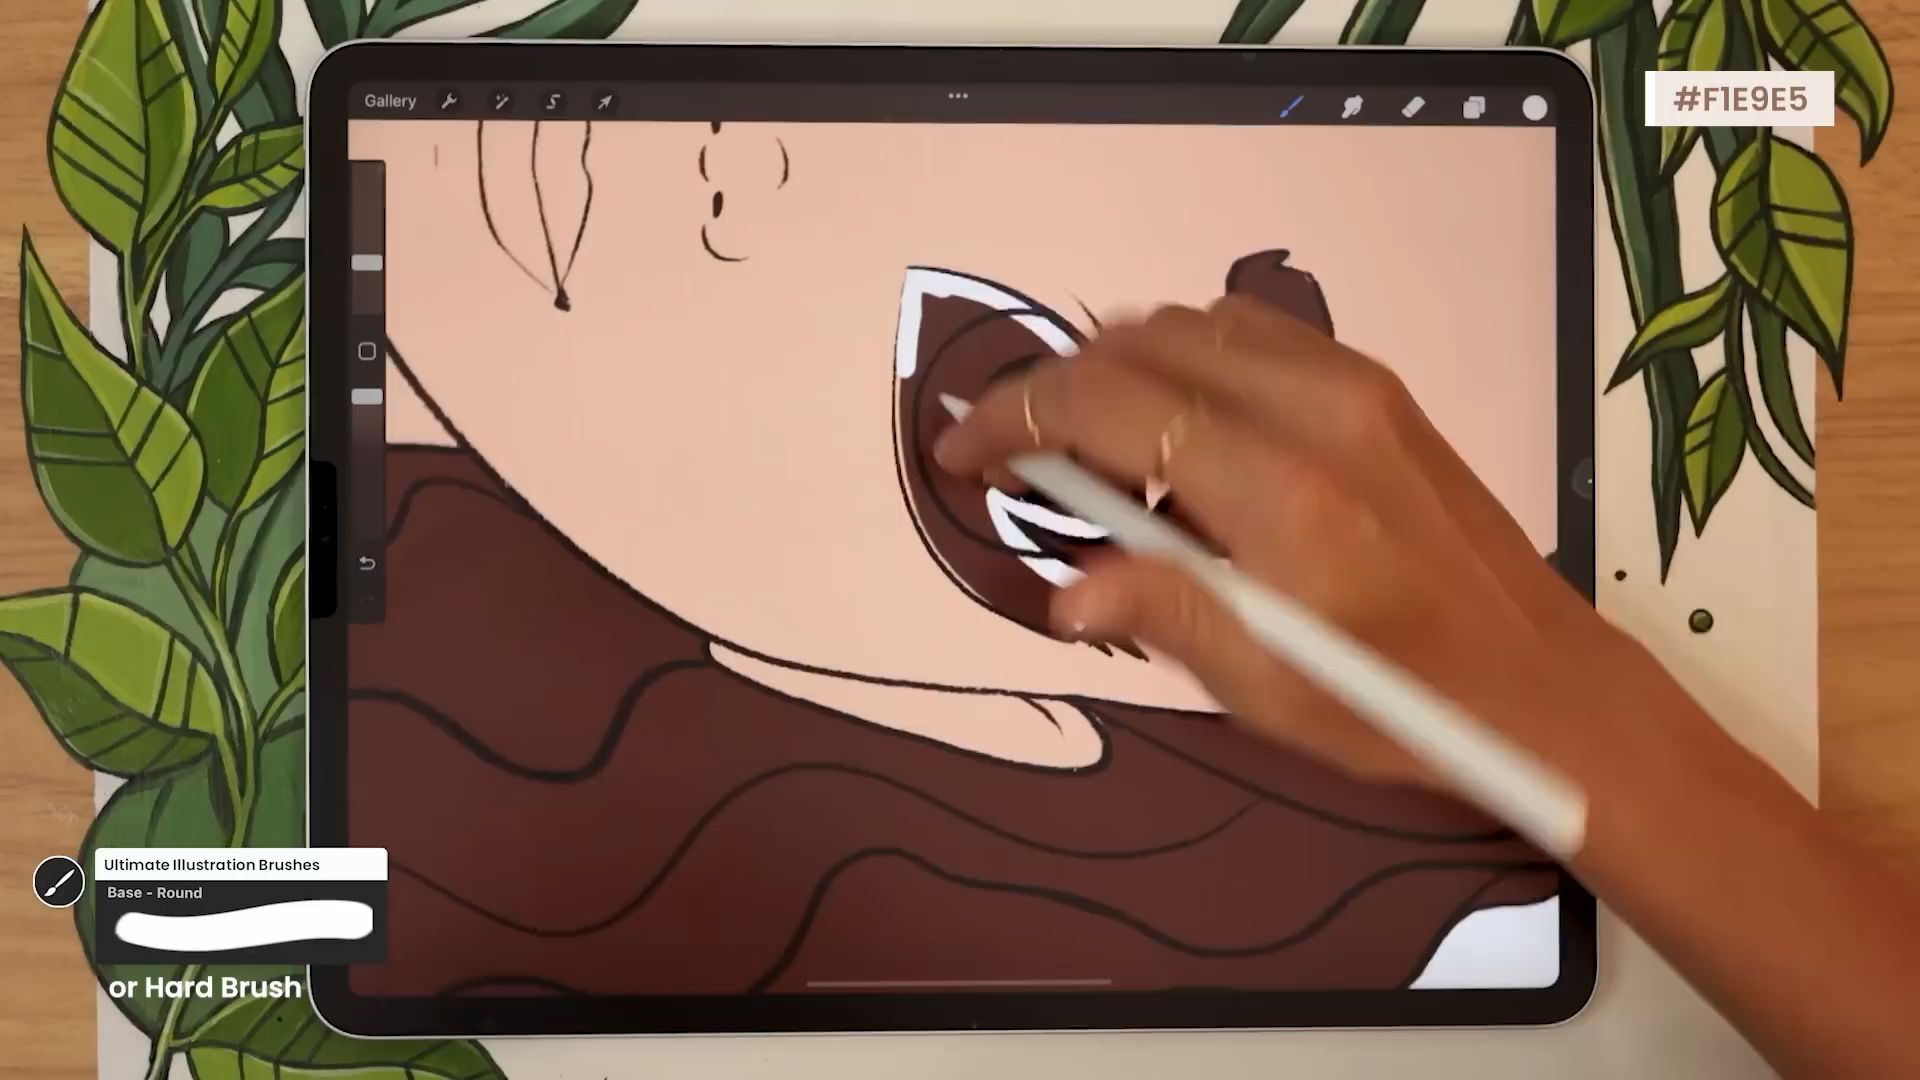 Gallery
#F1E9E5
Ultimate Illustration Brushes
Base - Round
or Hard Brush